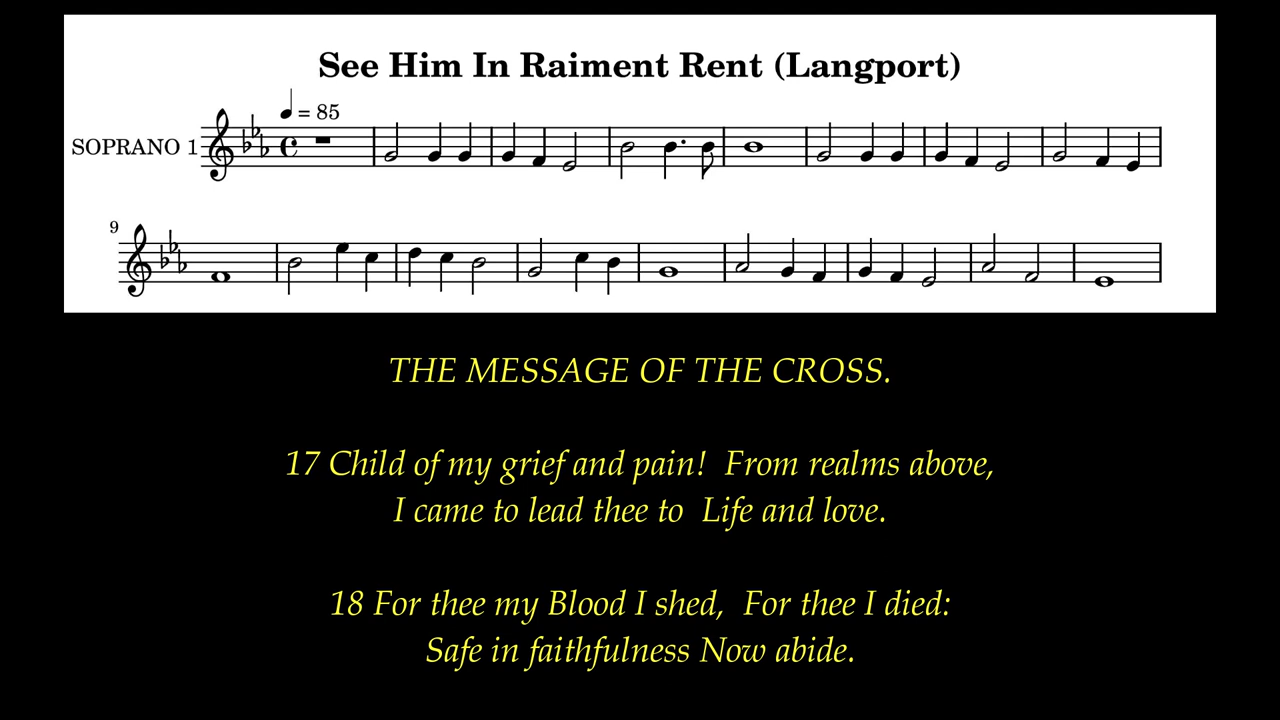 See Him In Raiment Rent (Langport)
= 85
SOPRANO 1
9
THE MESSAGE OF THE CROSS.
17 Child of my grief and pain!  From realms above,
I came to lead thee to  Life and love.
18 For thee my Blood I shed,  For thee I died:
Safe in faithfulness Now abide.